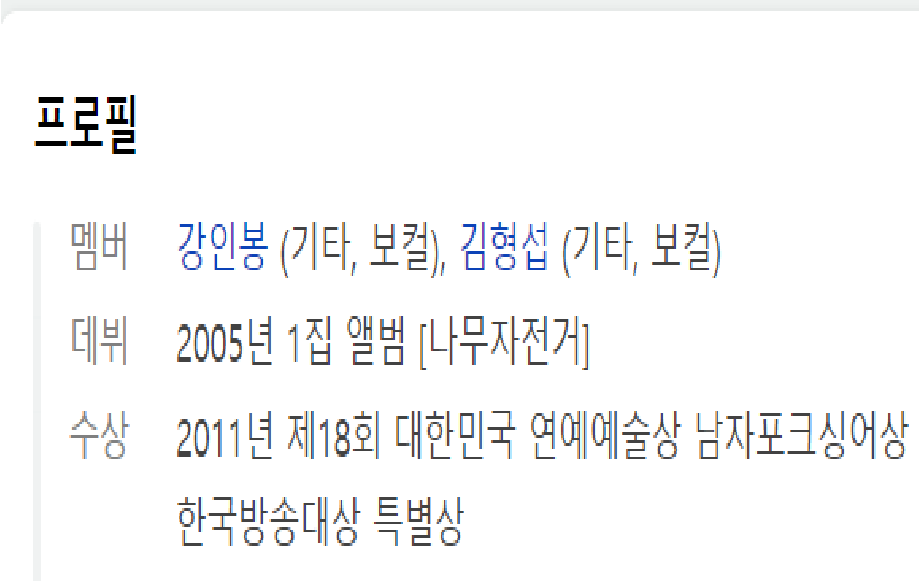 프로필
멤버 강인봉 (기타, 보컬), 김형섭 (기타, 보컬)
데뷔 2005년 1집 앨범 [나무자전거]
수상 2011년 제18회 대한민국 연예예술상 남자포크싱어상
한국방송대상 특별상